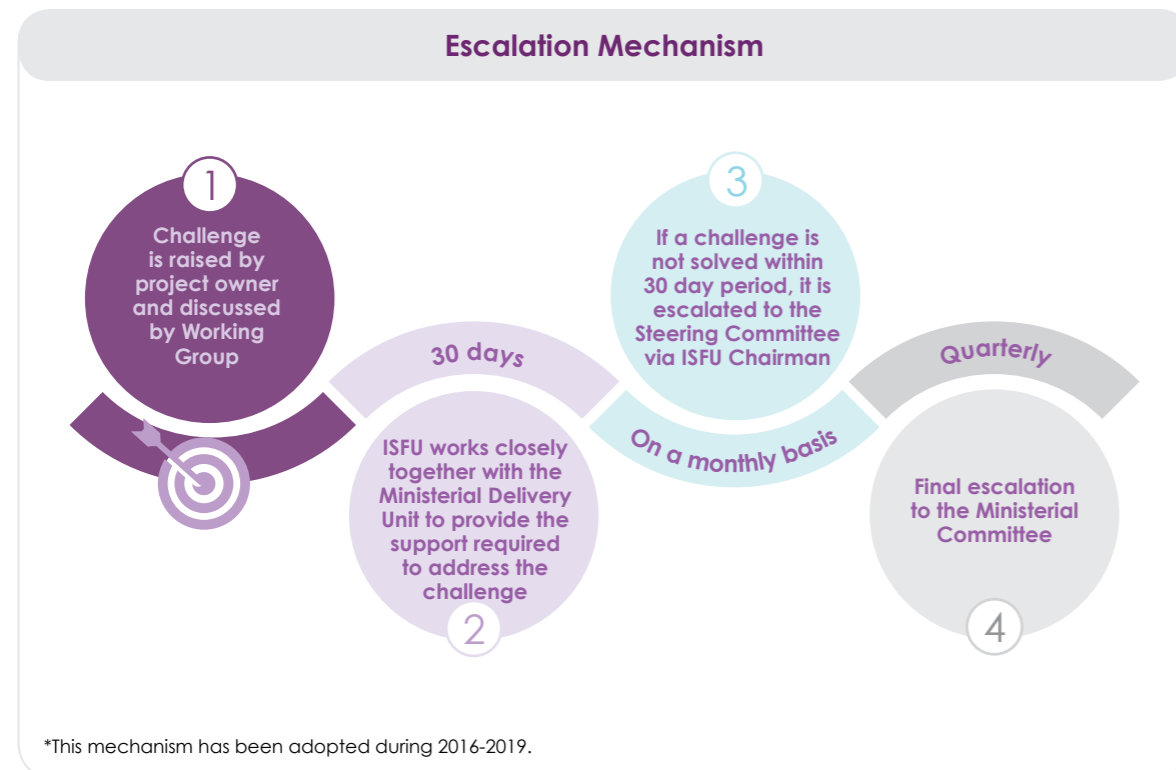 Escalation Mechanism
1
Challenge
is raised by
project owner
and discussed
by Working
Group
30 days
ISFU works closely
together with the
Ministerial Delivery
Unit to provide the
support required
to address the
challenge
2
3
If a challenge is
not solved within
30 day period, it is
escalated to the
Steering Committee
via ISFU Chairman
On a monthly basis
Quarterly
Final escalation
to the Ministerial
Committee
4
*This mechanism has been adopted during 2016-2019.